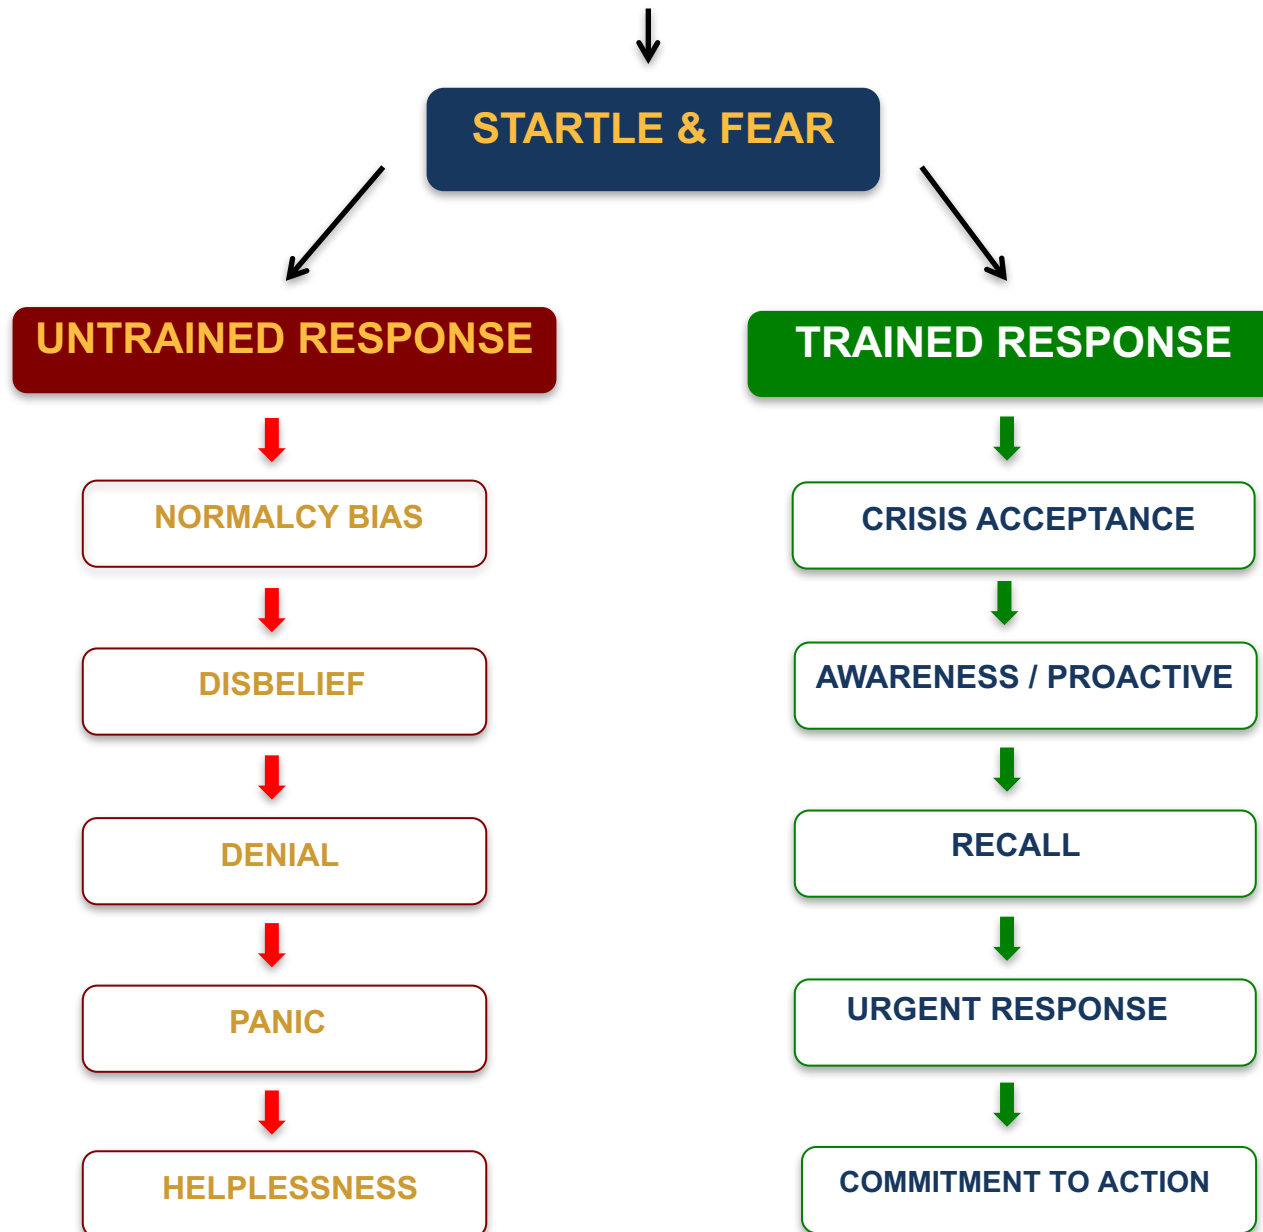 STARTLE & FEAR
UNTRAINED RESPONSE
NORMALCY BIAS
DISBELIEF
DENIAL
PANIC
HELPLESSNESS
TRAINED RESPONSE
CRISIS ACCEPTANCE
AWARENESS / PROACTIVE
RECALL
URGENT RESPONSE
COMMITMENT TO ACTION